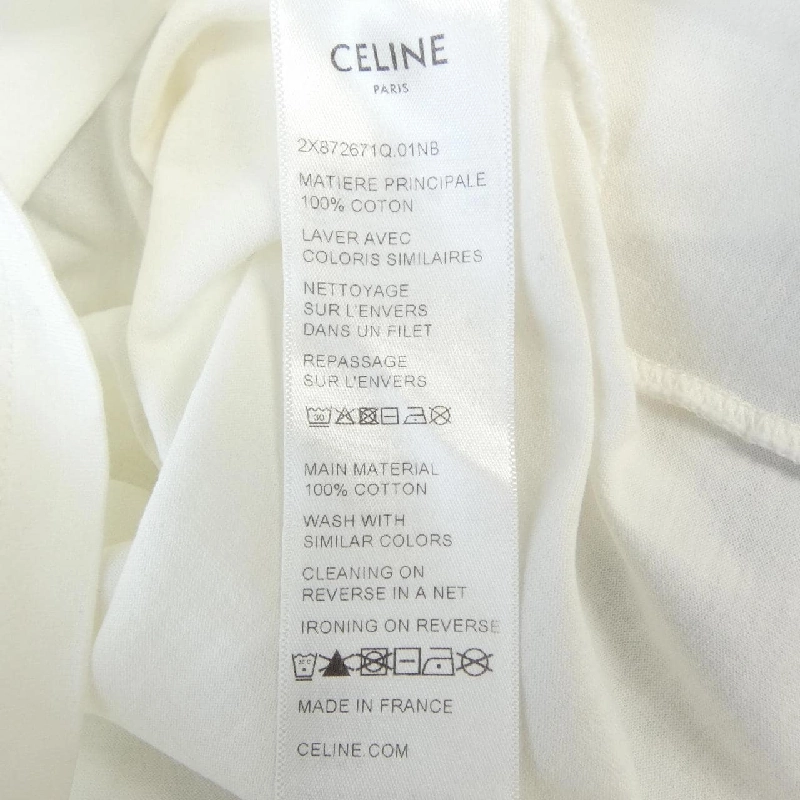 CELINE
PARIS
2X872671Q.01NB
MATIERE PRINCIPALE
100% COTON
LAVER AVEC
COLORIS SIMILAIRES
NETTOYAGE
SUR L'ENVERS
DANS UN FILET
REPASSAGE
SUR L'ENVERS
30
MAIN MATERIAL
100% COTTON
WASH WITH
SIMILAR COLORS
CLEANING ON
REVERSE IN A NET
IRONING ON REVERSE
MADE IN FRANCE
CELINE.COM